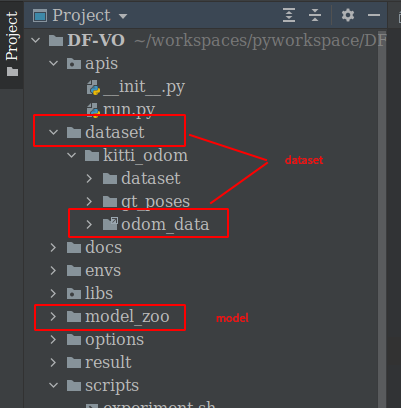 Project
Project
DF-VO ~/workspaces/pyworkspace/DF
apis
__init__.py
run.py
dataset
kitti_odom
dataset
dataset
gt_poses
odom_data
docs
envs
libs
model_zoo
model
options
result
scripts
experiment.sh